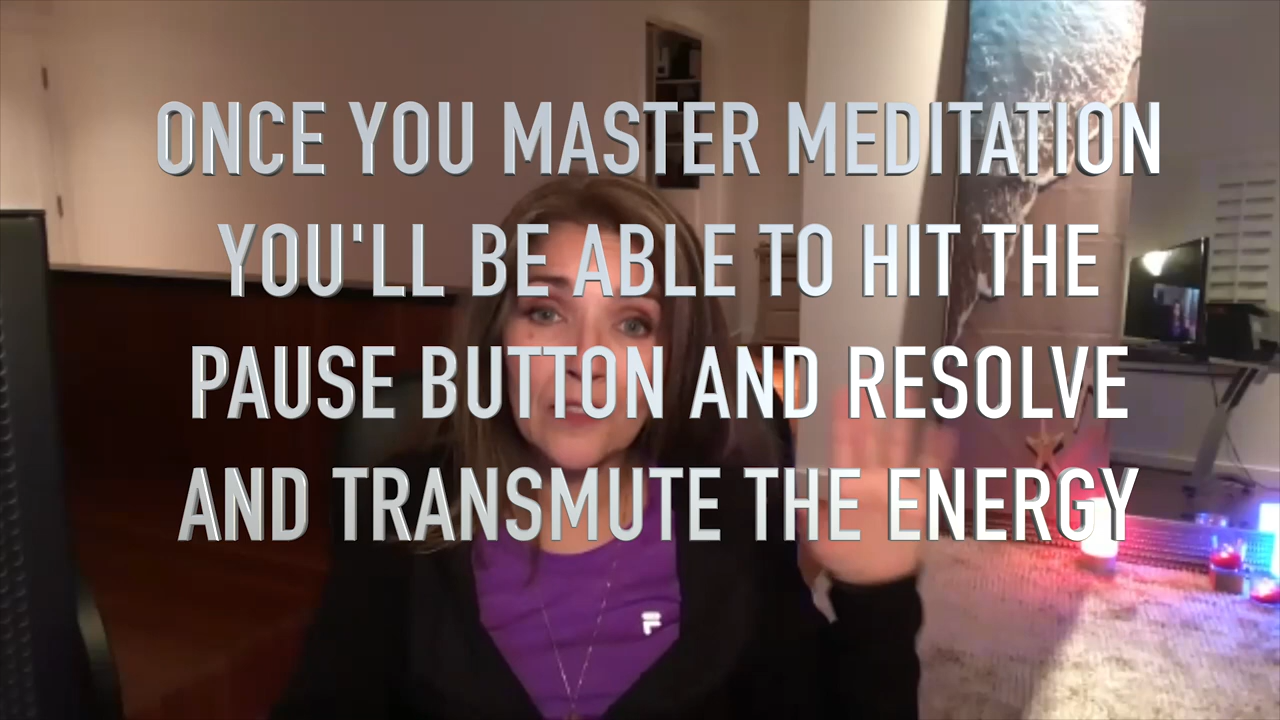 ONCE YOU MASTER MEDITATION
YOU'LL BE ABLE TO HIT THE
PAUSE BUTTON AND RESOLVE
AND TRANSMUTE THE ENERGY
F